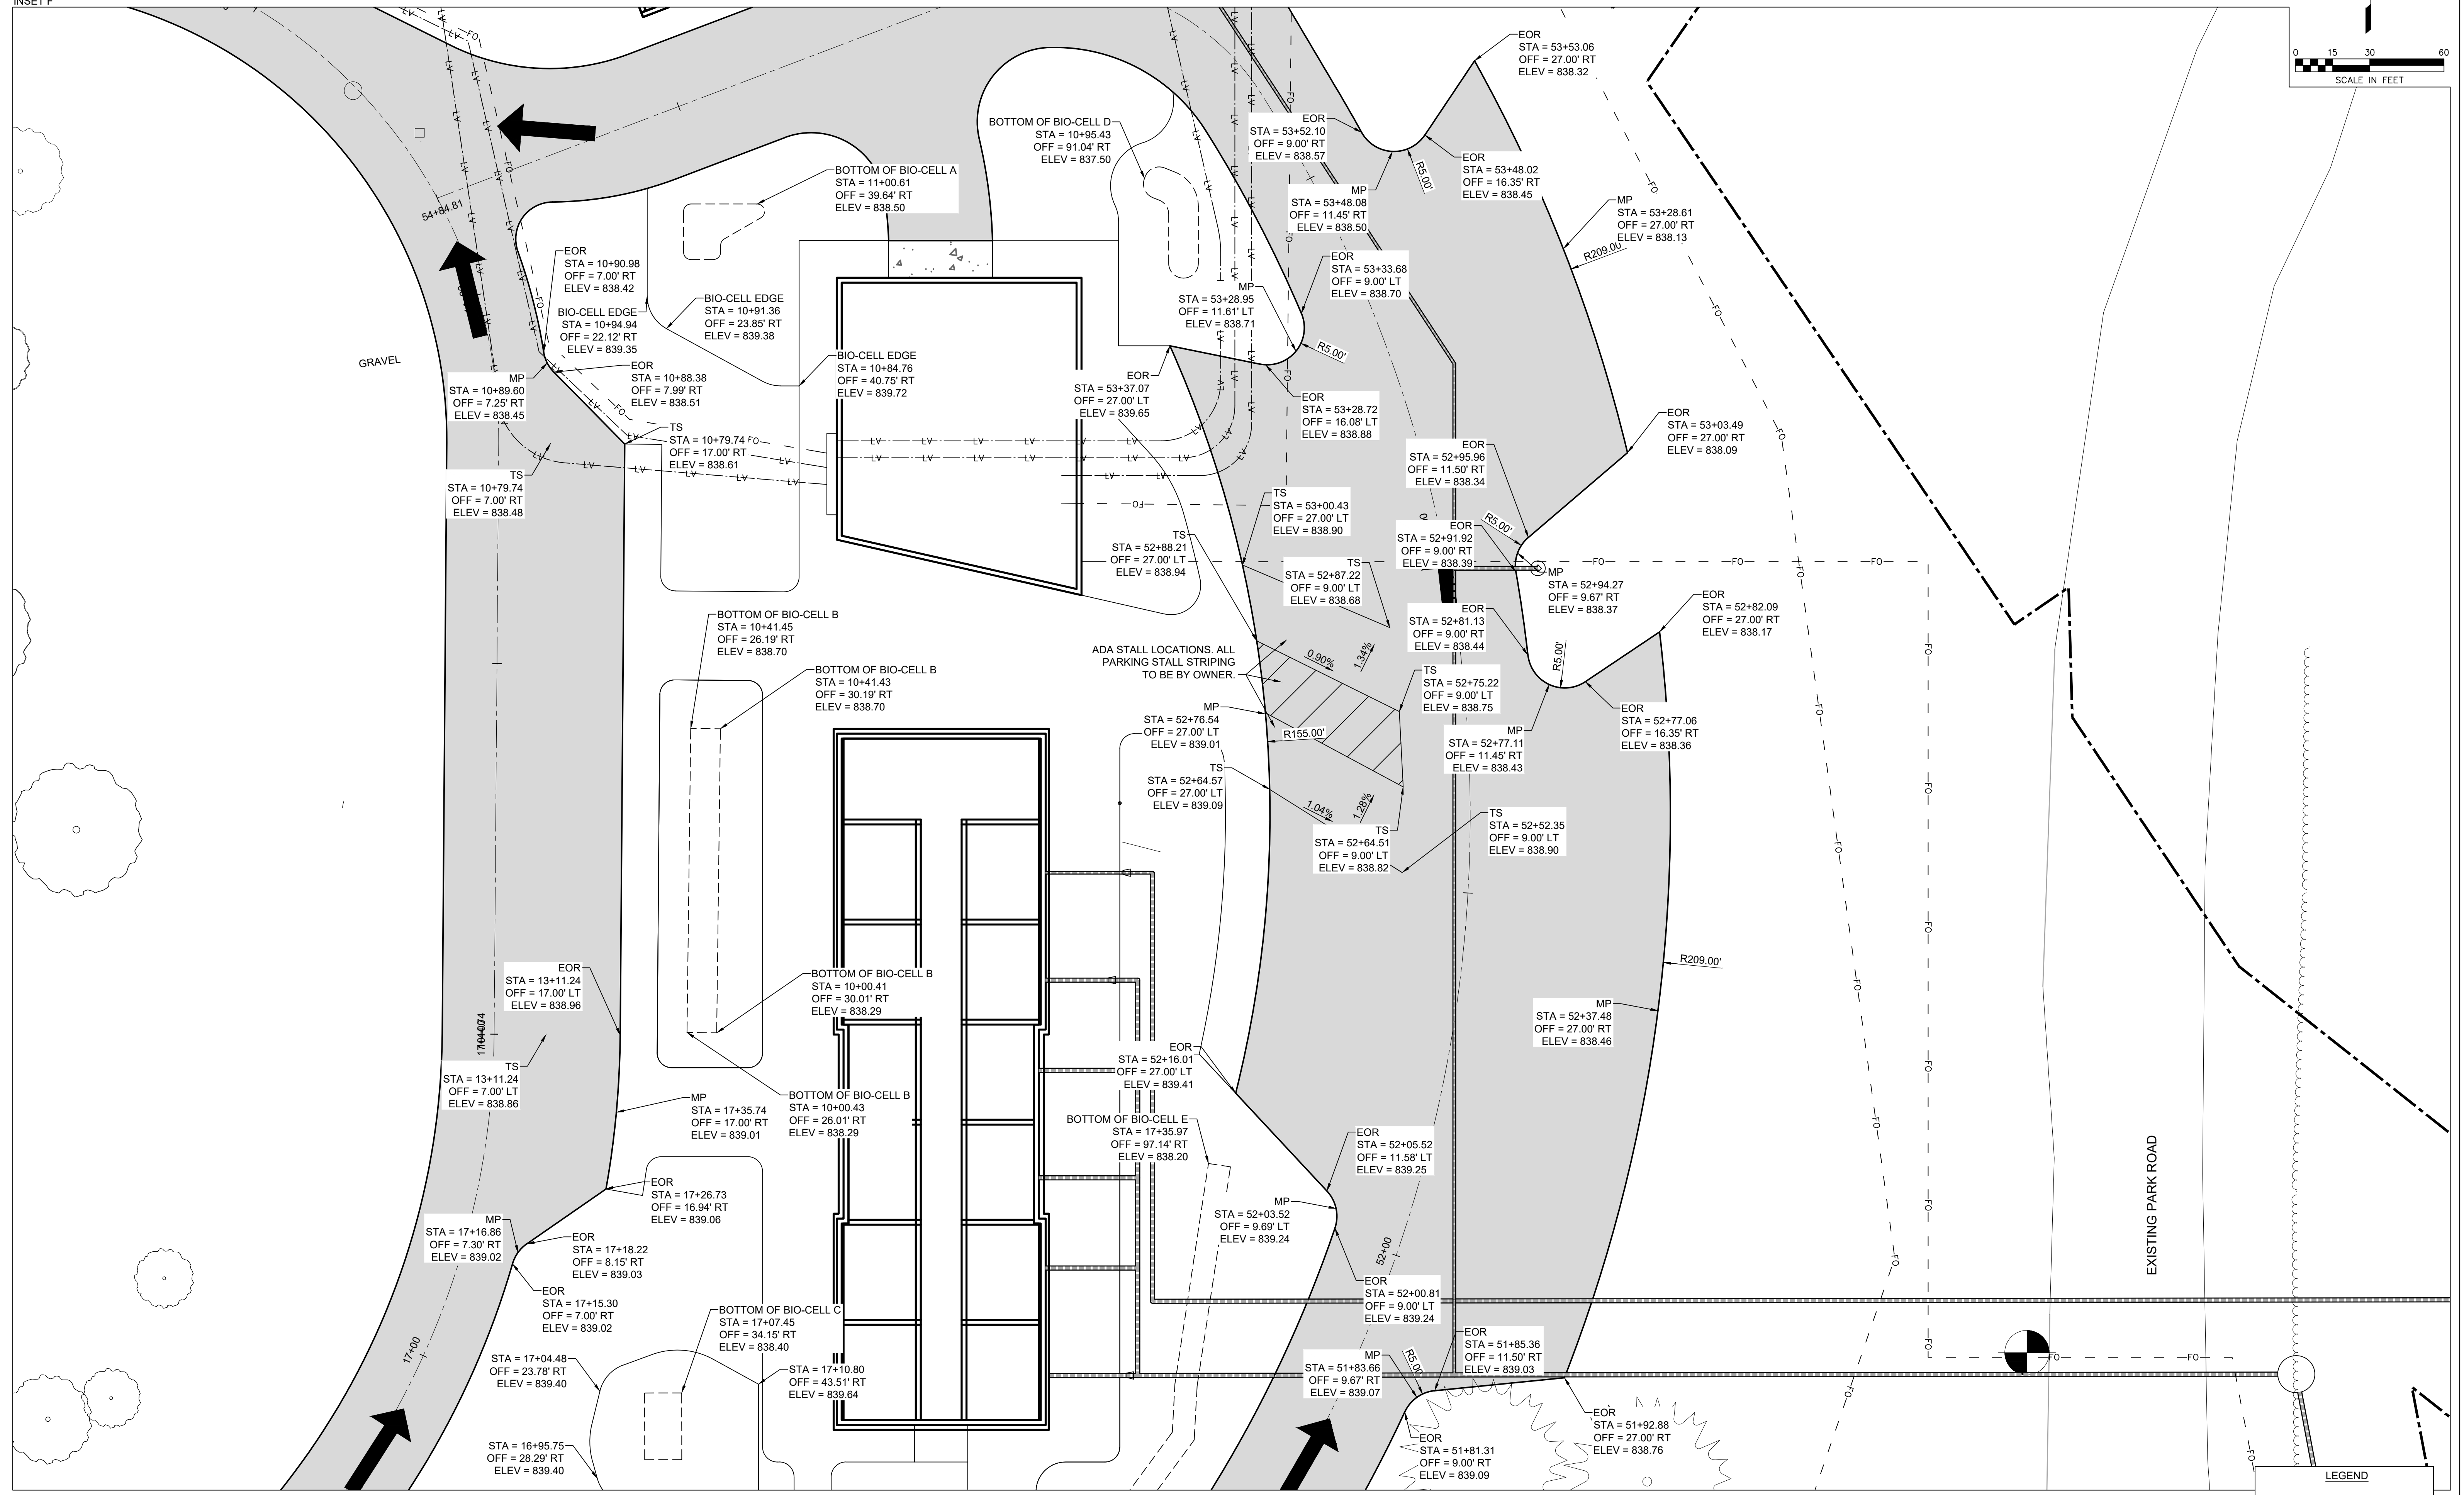 INSET F
0 15 30 60
SCALE IN FEET
EOR
STA = 53+53.06
OFF = 27.00' RT
ELEV = 838.32
EOR
STA = 53+52.10
OFF = 9.00' RT
ELEV = 838.57
EOR
STA = 53+48.02
OFF = 16.35' RT
ELEV = 838.45
R5.00'
MP
STA = 53+48.08
OFF = 11.45' RT
ELEV = 838.50
MP
STA = 53+28.61
OFF = 27.00' RT
ELEV = 838.13
R209.00'
BOTTOM OF BIO-CELL D
STA = 10+95.43
OFF = 91.04' RT
ELEV = 837.50
BOTTOM OF BIO-CELL A
STA = 11+00.61
OFF = 39.64' RT
ELEV = 838.50
54+84.81
EOR
STA = 10+90.98
OFF = 7.00' RT
ELEV = 838.42
BIO-CELL EDGE
STA = 10+94.94
OFF = 22.12' RT
ELEV = 839.35
BIO-CELL EDGE
STA = 10+91.36
OFF = 23.85' RT
ELEV = 839.38
EOR
STA = 53+33.68
OFF = 9.00' LT
ELEV = 838.70
MP
STA = 53+28.95
OFF = 11.61' LT
ELEV = 838.71
R5.00'
GRAVEL
MP
STA = 10+89.60
OFF = 7.25' RT
ELEV = 838.45
EOR
STA = 10+88.38
OFF = 7.99' RT
ELEV = 838.51
BIO-CELL EDGE
STA = 10+84.76
OFF = 40.75' RT
ELEV = 839.72
EOR
STA = 53+37.07
OFF = 27.00' LT
ELEV = 839.65
EOR
STA = 53+28.72
OFF = 16.08' LT
ELEV = 838.88
EOR
STA = 53+03.49
OFF = 27.00' RT
ELEV = 838.09
TS
STA = 10+79.74
OFF = 17.00' RT
ELEV = 838.61
EOR
STA = 52+95.96
OFF = 11.50' RT
ELEV = 838.34
TS
STA = 10+79.74
OFF = 7.00' RT
ELEV = 838.48
TS
STA = 53+00.43
OFF = 27.00' LT
ELEV = 838.90
R5.00'
EOR
STA = 52+91.92
OFF = 9.00' RT
ELEV = 838.39
TS
STA = 52+88.21
OFF = 27.00' LT
ELEV = 838.94
TS
STA = 52+87.22
OFF = 9.00' LT
ELEV = 838.68
MP
STA = 52+94.27
OFF = 9.67' RT
ELEV = 838.37
EOR
STA = 52+82.09
OFF = 27.00' RT
ELEV = 838.17
EOR
STA = 52+81.13
OFF = 9.00' RT
ELEV = 838.44
BOTTOM OF BIO-CELL B
STA = 10+41.45
OFF = 26.19' RT
ELEV = 838.70
ADA STALL LOCATIONS. ALL
PARKING STALL STRIPING
TO BE BY OWNER.
0.90%
1.34%
R5.00'
BOTTOM OF BIO-CELL B
STA = 10+41.43
OFF = 30.19' RT
ELEV = 838.70
TS
STA = 52+75.22
OFF = 9.00' LT
ELEV = 838.75
MP
STA = 52+76.54
OFF = 27.00' LT
ELEV = 839.01
R155.00'
EOR
STA = 52+77.06
OFF = 16.35' RT
ELEV = 838.36
MP
STA = 52+77.11
OFF = 11.45' RT
ELEV = 838.43
TS
STA = 52+64.57
OFF = 27.00' LT
ELEV = 839.09
1.04%
1.28%
TS
STA = 52+64.51
OFF = 9.00' LT
ELEV = 838.82
TS
STA = 52+52.35
OFF = 9.00' LT
ELEV = 838.90
R209.00'
EOR
STA = 13+11.24
OFF = 17.00' LT
ELEV = 838.96
BOTTOM OF BIO-CELL B
STA = 10+00.41
OFF = 30.01' RT
ELEV = 838.29
MP
STA = 52+37.48
OFF = 27.00' RT
ELEV = 838.46
TS
STA = 13+11.24
OFF = 7.00' LT
ELEV = 838.86
EOR
STA = 52+16.01
OFF = 27.00' LT
ELEV = 839.41
MP
STA = 17+35.74
OFF = 17.00' RT
ELEV = 839.01
BOTTOM OF BIO-CELL B
STA = 10+00.43
OFF = 26.01' RT
ELEV = 838.29
BOTTOM OF BIO-CELL E
STA = 17+35.97
OFF = 97.14' RT
ELEV = 838.20
EOR
STA = 52+05.52
OFF = 11.58' LT
ELEV = 839.25
EOR
STA = 17+26.73
OFF = 16.94' RT
ELEV = 839.06
MP
STA = 52+03.52
OFF = 9.69' LT
ELEV = 839.24
MP
STA = 17+16.86
OFF = 7.30' RT
ELEV = 839.02
EOR
STA = 17+18.22
OFF = 8.15' RT
ELEV = 839.03
52+00
EXISTING PARK ROAD
EOR
STA = 17+15.30
OFF = 7.00' RT
ELEV = 839.02
EOR
STA = 52+00.81
OFF = 9.00' LT
ELEV = 839.24
BOTTOM OF BIO-CELL C
STA = 17+07.45
OFF = 34.15' RT
ELEV = 838.40
17+00
EOR
STA = 51+85.36
OFF = 11.50' RT
ELEV = 839.03
MP
STA = 51+83.66
OFF = 9.67' RT
ELEV = 839.07
R5.00'
STA = 17+04.48
OFF = 23.78' RT
ELEV = 839.40
STA = 17+10.80
OFF = 43.51' RT
ELEV = 839.64
EOR
STA = 51+92.88
OFF = 27.00' RT
ELEV = 838.76
EOR
STA = 51+81.31
OFF = 9.00' RT
ELEV = 839.09
STA = 16+95.75
OFF = 28.29' RT
ELEV = 839.40
LEGEND